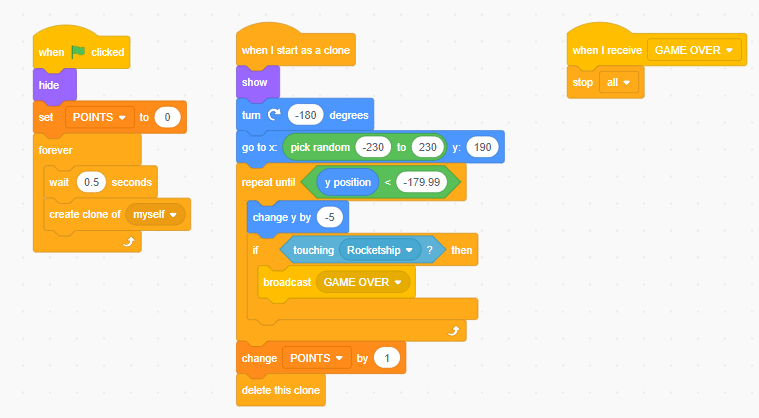 when clicked
hide
set POINTS to 0
forever
wait 0.5 seconds
create clone of myself
when I start as a clone
show
turn -180 degrees
go to x: pick random -230 to 230 y: 190
repeat until y position < -179.99
change y by -5
if touching Rocketship ? then
broadcast GAME OVER
change POINTS by 1
delete this clone
when I receive GAME OVER
stop all